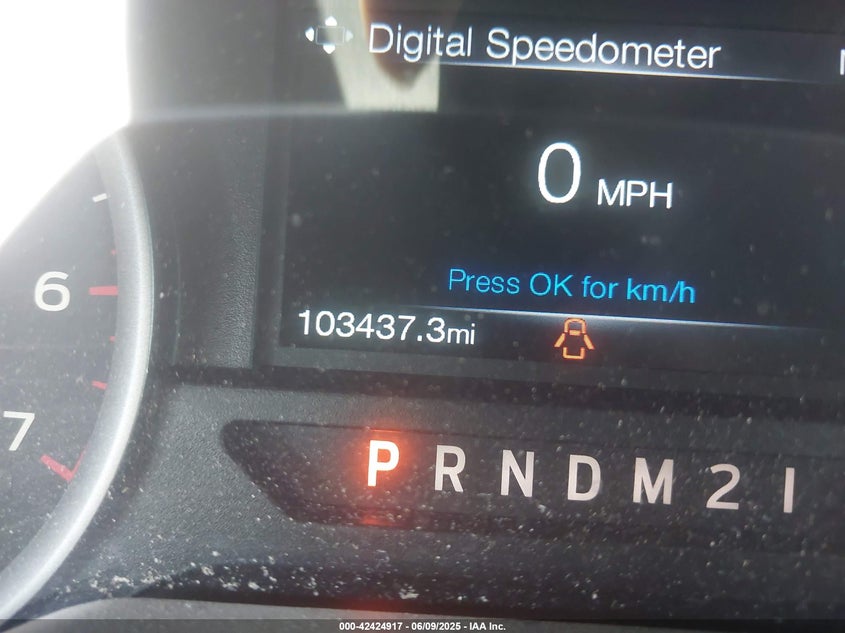 Digital Speedometer
0 MPH
Press OK for km/h
103437.3mi
6
7
P R N D M 2 1
000-42424917 - 06/09/2025 - IAA Inc.